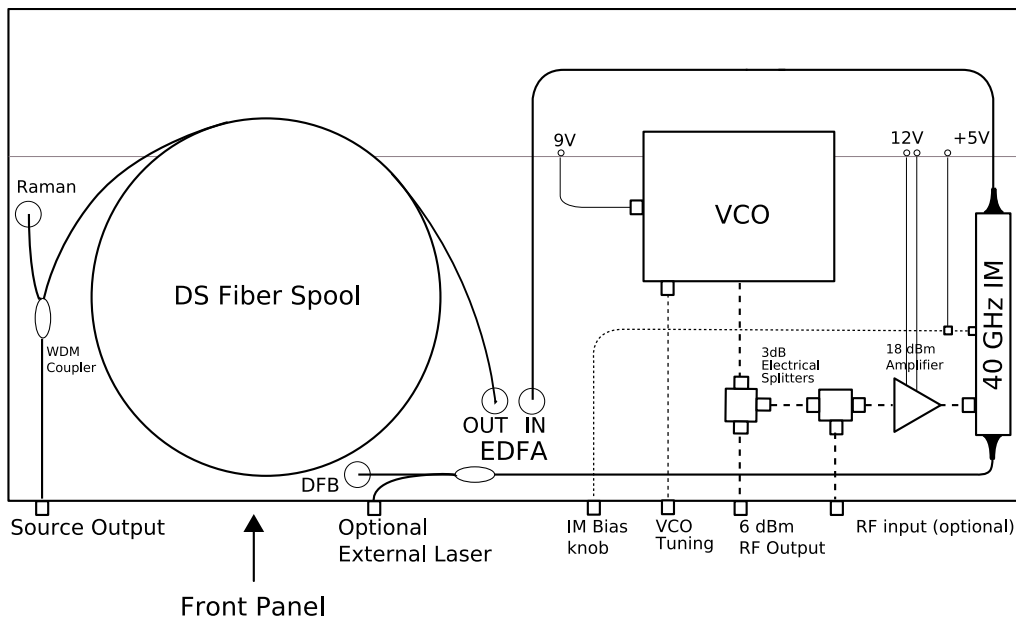 9V
12V
+5V
Raman
VCO
DS Fiber Spool
40 GHz IM
WDM
Coupler
3dB
Electrical
Splitters
18 dBm
Amplifier
OUT IN
EDFA
DFB
Source Output
Optional
External Laser
IM Bias
knob
VCO
Tuning
6 dBm
RF Output
RF input (optional)
Front Panel